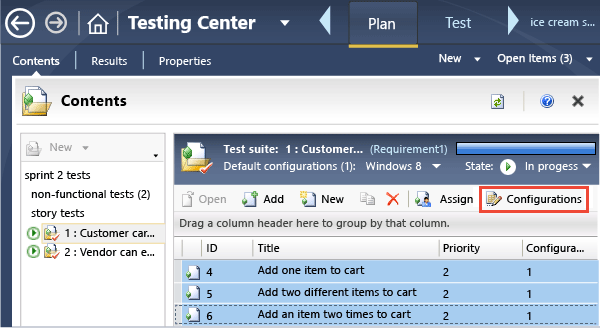 Testing Center
Plan
Test
ice cream s...
Contents
Results
Properties
New
Open Items (3)
Contents
New
sprint 2 tests
non-functional tests (2)
story tests
1 : Customer car...
2 : Vendor can e...
Test suite: 1 : Customer... (Requirement1)
Default configurations (1): Windows 8
State: In progess
Open
Add
New
Assign
Configurations
Drag a column header here to group by that column.
ID Title Priority Configura...
4 Add one item to cart 2 1
5 Add two different items to cart 2 1
6 Add an item two times to cart 2 1